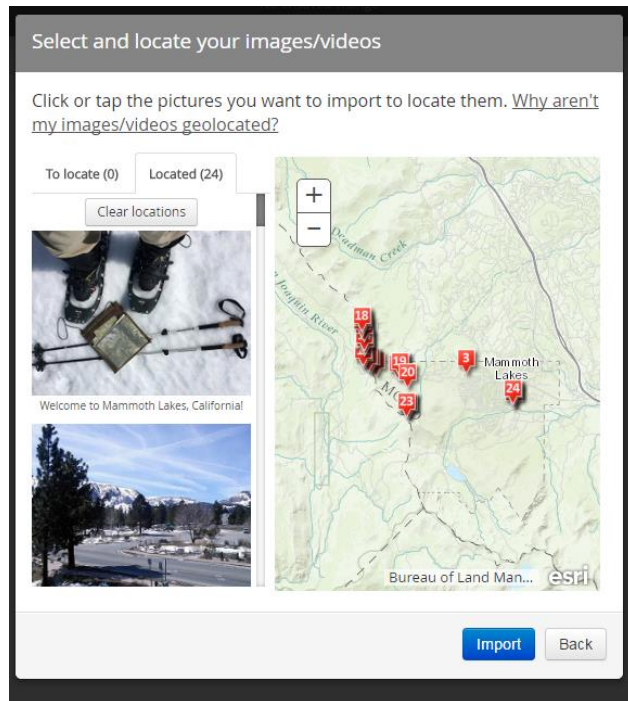 Select and locate your images/videos
Click or tap the pictures you want to import to locate them. Why aren't
my images/videos geolocated?
To locate (0)
Located (24)
Clear locations
Welcome to Mammoth Lakes, California!
+
−
Deadman Creek
Joaquin River
18
19
20
3
Mammoth
Lakes
24
23
Bureau of Land Man...
esri
Import
Back